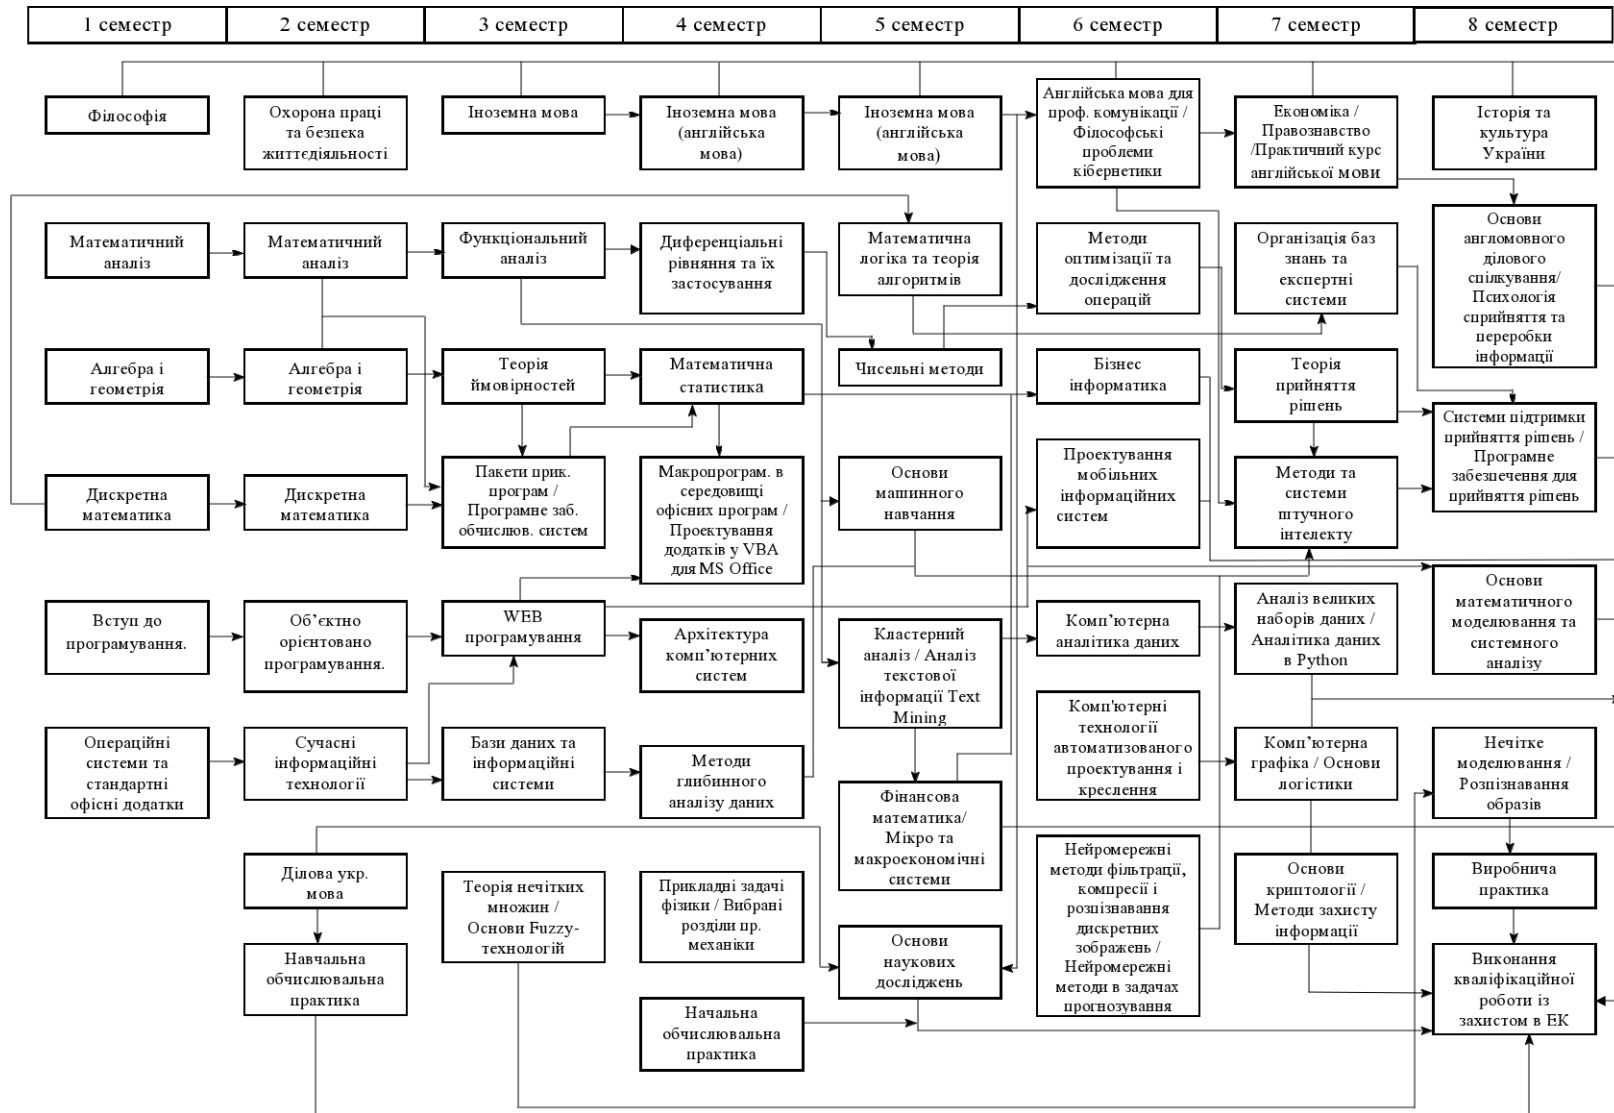 1 семестр
2 семестр
3 семестр
4 семестр
5 семестр
6 семестр
7 семестр
8 семестр
Філософія
Охорона праці
та безпека
життєдіяльності
Іноземна мова
Іноземна мова
(англійська
мова)
Іноземна мова
(англійська
мова)
Англійська мова для
проф. комунікації /
Філософські
проблеми
кібернетики
Економіка /
Правознавство
/Практичний курс
англійської мови
Історія та
культура
України
Математичний
аналіз
Математичний
аналіз
Функціональний
аналіз
Диференціальні
рівняння та їх
застосування
Математична
логіка та теорія
алгоритмів
Методи
оптимізації та
дослідження
операцій
Організація баз
знань та
експертні
системи
Основи
англомовного
ділового
спілкування/
Психологія
сприйняття та
переробки
інформації
Алгебра і
геометрія
Алгебра і
геометрія
Теорія
ймовірностей
Математична
статистика
Чисельні методи
Бізнес
інформатика
Теорія
прийняття
рішень
Системи підтримки
прийняття рішень /
Програмне
забезпечення для
прийняття рішень
Дискретна
математика
Дискретна
математика
Пакети прик.
програм /
Програмне заб.
обчислюв. систем
Макропрограм. в
середовищі
офісних програм /
Проектування
додатків у VBA
для MS Office
Основи
машинного
навчання
Проектування
мобільних
інформаційних
систем
Методи та
системи
штучного
інтелекту
Основи
математичного
моделювання та
системного
аналізу
Вступ до
програмування.
Об’єктно
орієнтовано
програмування.
WEB
програмування
Архітектура
комп’ютерних
систем
Кластерний
аналіз / Аналіз
текстової
інформації Text
Mining
Комп’ютерна
аналітика даних
Аналіз великих
наборів даних /
Аналітика даних
в Python
Операційні
системи та
стандартні
офісні додатки
Сучасні
інформаційні
технології
Бази даних та
інформаційні
системи
Методи
глибинного
аналізу даних
Фінансова
математика/
Мікро та
макроекономічні
системи
Комп'ютерні
технології
автоматизованого
проектування і
креслення
Комп’ютерна
графіка / Основи
логістики
Нечітке
моделювання /
Розпізнавання
образів
Ділова укр.
мова
Теорія нечітких
множин /
Основи Fuzzy-
технологій
Прикладні задачі
фізики / Вибрані
розділи пр.
механіки
Основи
наукових
досліджень
Нейромережні
методи фільтрації,
компресії і
розпізнавання
дискретних
зображень /
Нейромережні
методи в задачах
прогнозування
Основи
криптології /
Методи захисту
інформації
Виробнича
практика
Навчальна
обчислювальна
практика
Начальна
обчислювальна
практика
Виконання
кваліфікаційної
роботи із
захистом в ЕК